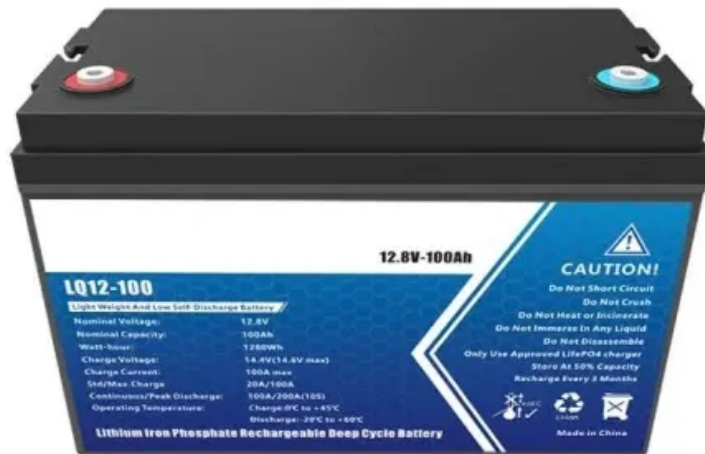 12.8V-100Ah
LQ12-100
Light Weight And Low Self-Discharge Battery
Nominal Voltage: 12.8V
Nominal Capacity: 100Ah
Watt-hour: 1280Wh
Charge Voltage: 14.4V(14.6V max)
Charge Current: 100A max
Std/Max.Charge 20A/100A
Continuous/Peak Discharge: 100A/200A(10S)
Operating Temperature: Charge:0℃ to +45℃
Discharge:-20℃ to +60℃
Lithium Iron Phosphate Rechargeable Deep Cycle Battery
CAUTION!
Do Not Short Circuit
Do Not Crush
Do Not Heat or Incinerate
Do Not Immerse In Any Liquid
Do Not Disassemble
Only Use Approved LifePO4 charger
Store At 50% Capacity
Recharge Every 3 Months
Li-ion
Made in China